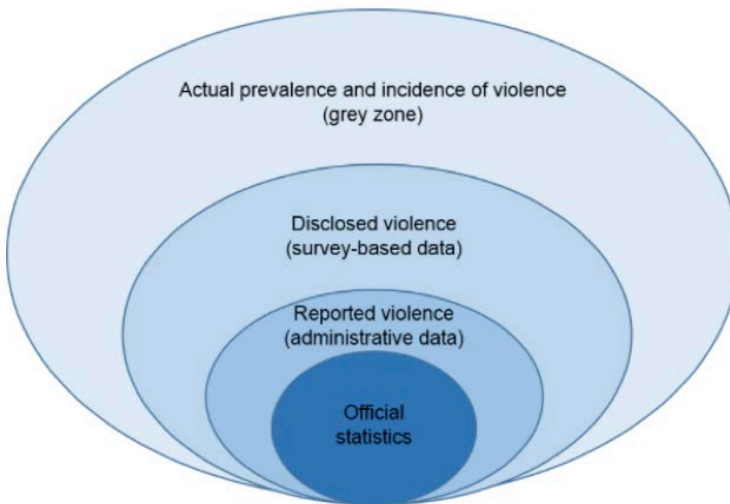 Actual prevalence and incidence of violence
(grey zone)
Disclosed violence
(survey-based data)
Reported violence
(administrative data)
Official
statistics